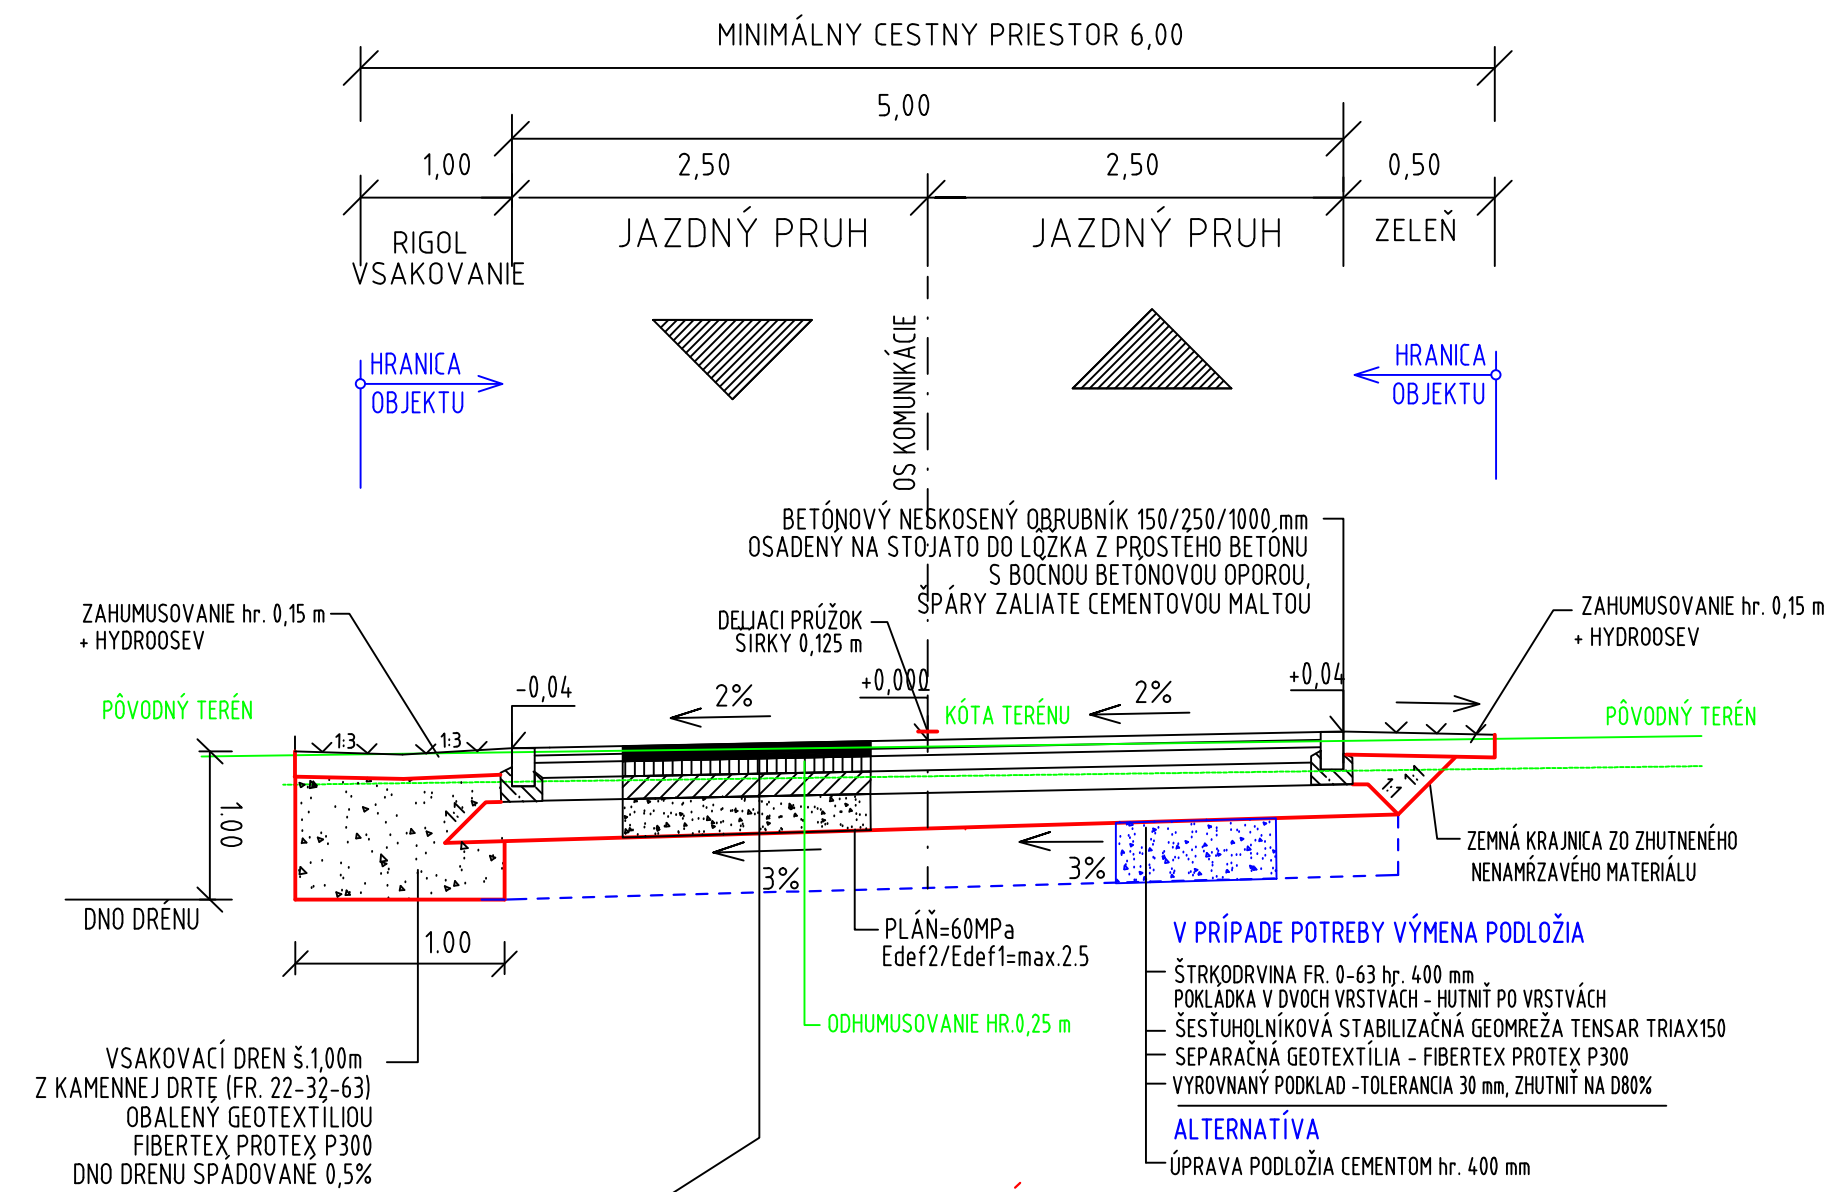 MINIMÁLNY CESTNY PRIESTOR 6,00
5,00
1,00
2,50
2,50
0,50
RIGOL
VSAKOVANIE
JAZDNÝ PRUH
JAZDNÝ PRUH
ZELEŇ
HRANICA
OBJEKTU
OS KOMUNIKÁCIE
HRANICA
OBJEKTU
BETÓNOVÝ NESKOSENÝ OBRUBNÍK 150/250/1000 mm
OSADENÝ NA STOJATO DO LÔŽKA Z PROSTÉHO BETÓNU
S BOČNOU BETÓNOVOU OPOROU,
ŠPÁRY ZALIATE CEMENTOVOU MALTOU
ZAHUMUSOVANIE hr. 0,15 m
+ HYDROOSEV
DELIACI PRÚŽOK
ŠÍRKY 0,125 m
ZAHUMUSOVANIE hr. 0,15 m
+ HYDROOSEV
PÔVODNÝ TERÉN
-0,04
2%
+0,000
KÓTA TERÉNU
2%
+0,04
PÔVODNÝ TERÉN
1:3
1:3
1:1
1:1
1:1
1.00
3%
3%
ZEMNÁ KRAJNICA ZO ZHUTNENÉHO
NENAMŔZAVÉHO MATERIÁLU
DNO DRÉNU
1.00
PLÁŇ=60MPa
Edef2/Edef1=max.2.5
V PRÍPADE POTREBY VÝMENA PODLOŽIA
ŠTRKODRVINA FR. 0-63 hr. 400 mm
POKLÁDKA V DVOCH VRSTVÁCH - HUTNIŤ PO VRSTVÁCH
ŠESŤUHOLNÍKOVÁ STABILIZAČNÁ GEOMREŽA TENSAR TRIAX150
SEPARAČNÁ GEOTEXTÍLIA - FIBERTEX PROTEX P300
VYROVNANÝ PODKLAD -TOLERANCIA 30 mm, ZHUTNIŤ NA D80%
ALTERNATÍVA
ÚPRAVA PODLOŽIA CEMENTOM hr. 400 mm
ODHUMUSOVANIE HR.0,25 m
VSAKOVACÍ DREN š.1,00m
Z KAMENNEJ DRTE (FR. 22-32-63)
OBALENÝ GEOTEXTÍLIOU
FIBERTEX PROTEX P300
DNO DRENU SPÁDOVANÉ 0,5%